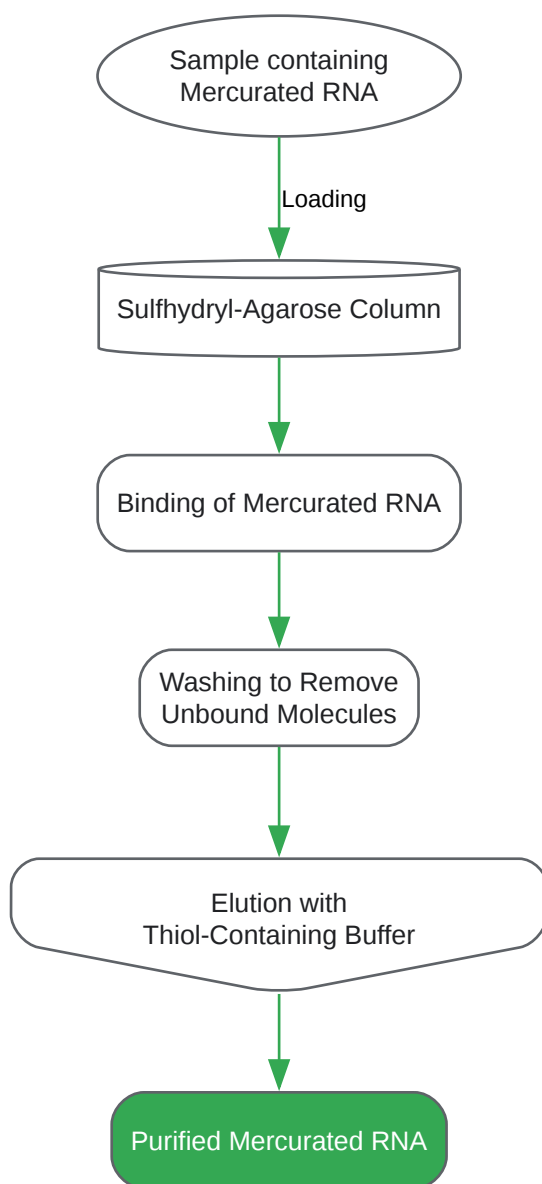 Sample containing
Mercurated RNA
Loading
Sulfhydryl-Agarose Column
Binding of Mercurated RNA
Washing to Remove
Unbound Molecules
Elution with
Thiol-Containing Buffer
Purified Mercurated RNA